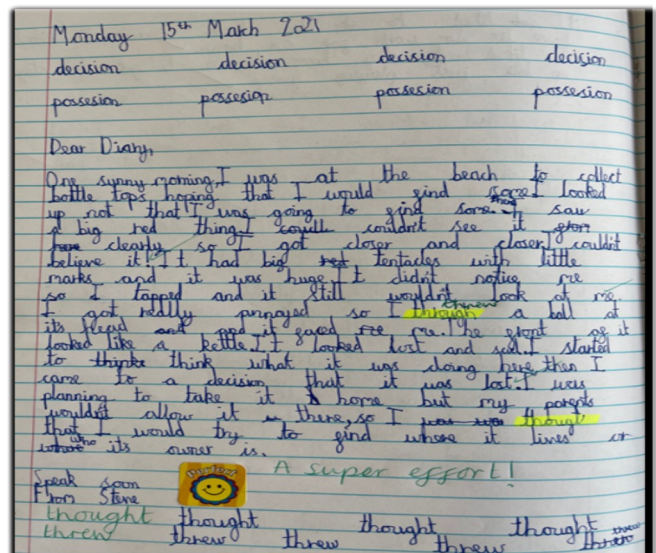 Monday 15th March 2021
decision decision decision decision
possesion possesion possesion possesion
Dear Diary,
One sunny morning, I was at the beach to collect
bottle tops hoping that I would find some. I looked
up not that I was going to find some. I saw
a big red thing. I couldn't see it
clearly so I got closer and closer. I couldn't
believe it! It had big tentacles with little
marks and it was huge. It didn't notice me
so I tapped and it still wouldn't look at me
I got really annoyed so I threw a ball at
its head and it faced me. The front of it
looked like a kettle. It looked lost and sad. I started
to think what it was doing here then I
came to a decision that it was lost. I was
planning to take it home but my parents
wouldn't allow it there, so I thought
that I would try to find where it lives or
who its owner is.
Perfect
A super effort!
Speak soon
From Steve
thought thought thought thought
threw threw threw threw threw